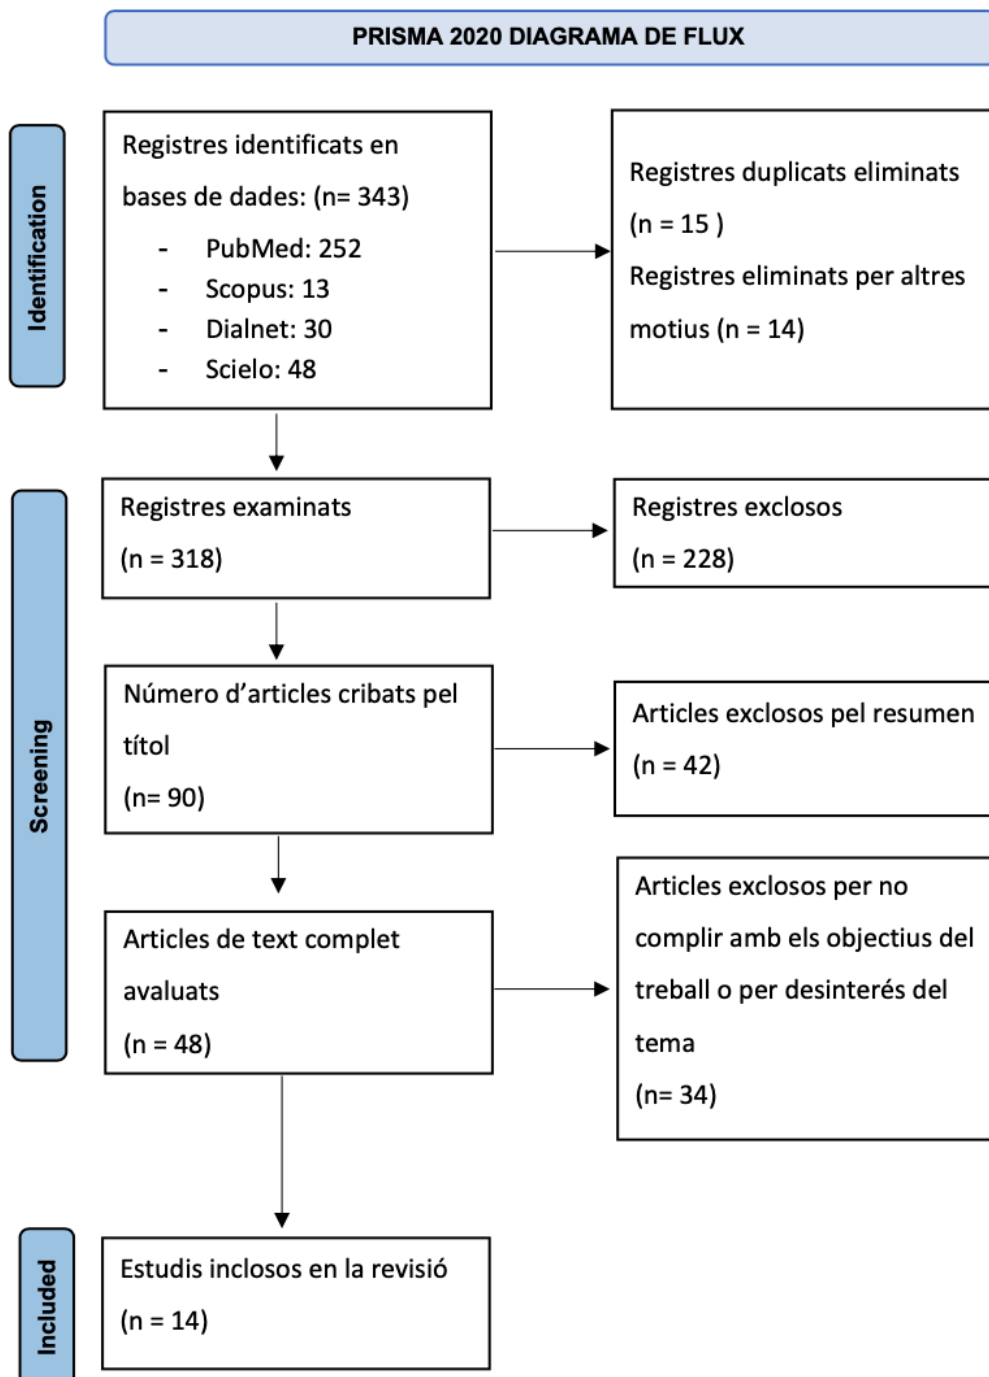 PRISMA 2020 DIAGRAMA DE FLUX
Identification
Registres identificats en
bases de dades: (n= 343)
- PubMed: 252
- Scopus: 13
- Dialnet: 30
- Scielo: 48
Registres duplicats eliminats
(n = 15 )
Registres eliminats per altres
motius (n = 14)
Screening
Registres examinats
(n = 318)
Registres exclosos
(n = 228)
Número d’articles cribats pel
títol
(n= 90)
Articles exclosos pel resumen
(n = 42)
Articles de text complet
avaluats
(n = 48)
Articles exclosos per no
complir amb els objectius del
treball o per desinterés del
tema
(n= 34)
Included
Estudis inclosos en la revisió
(n = 14)